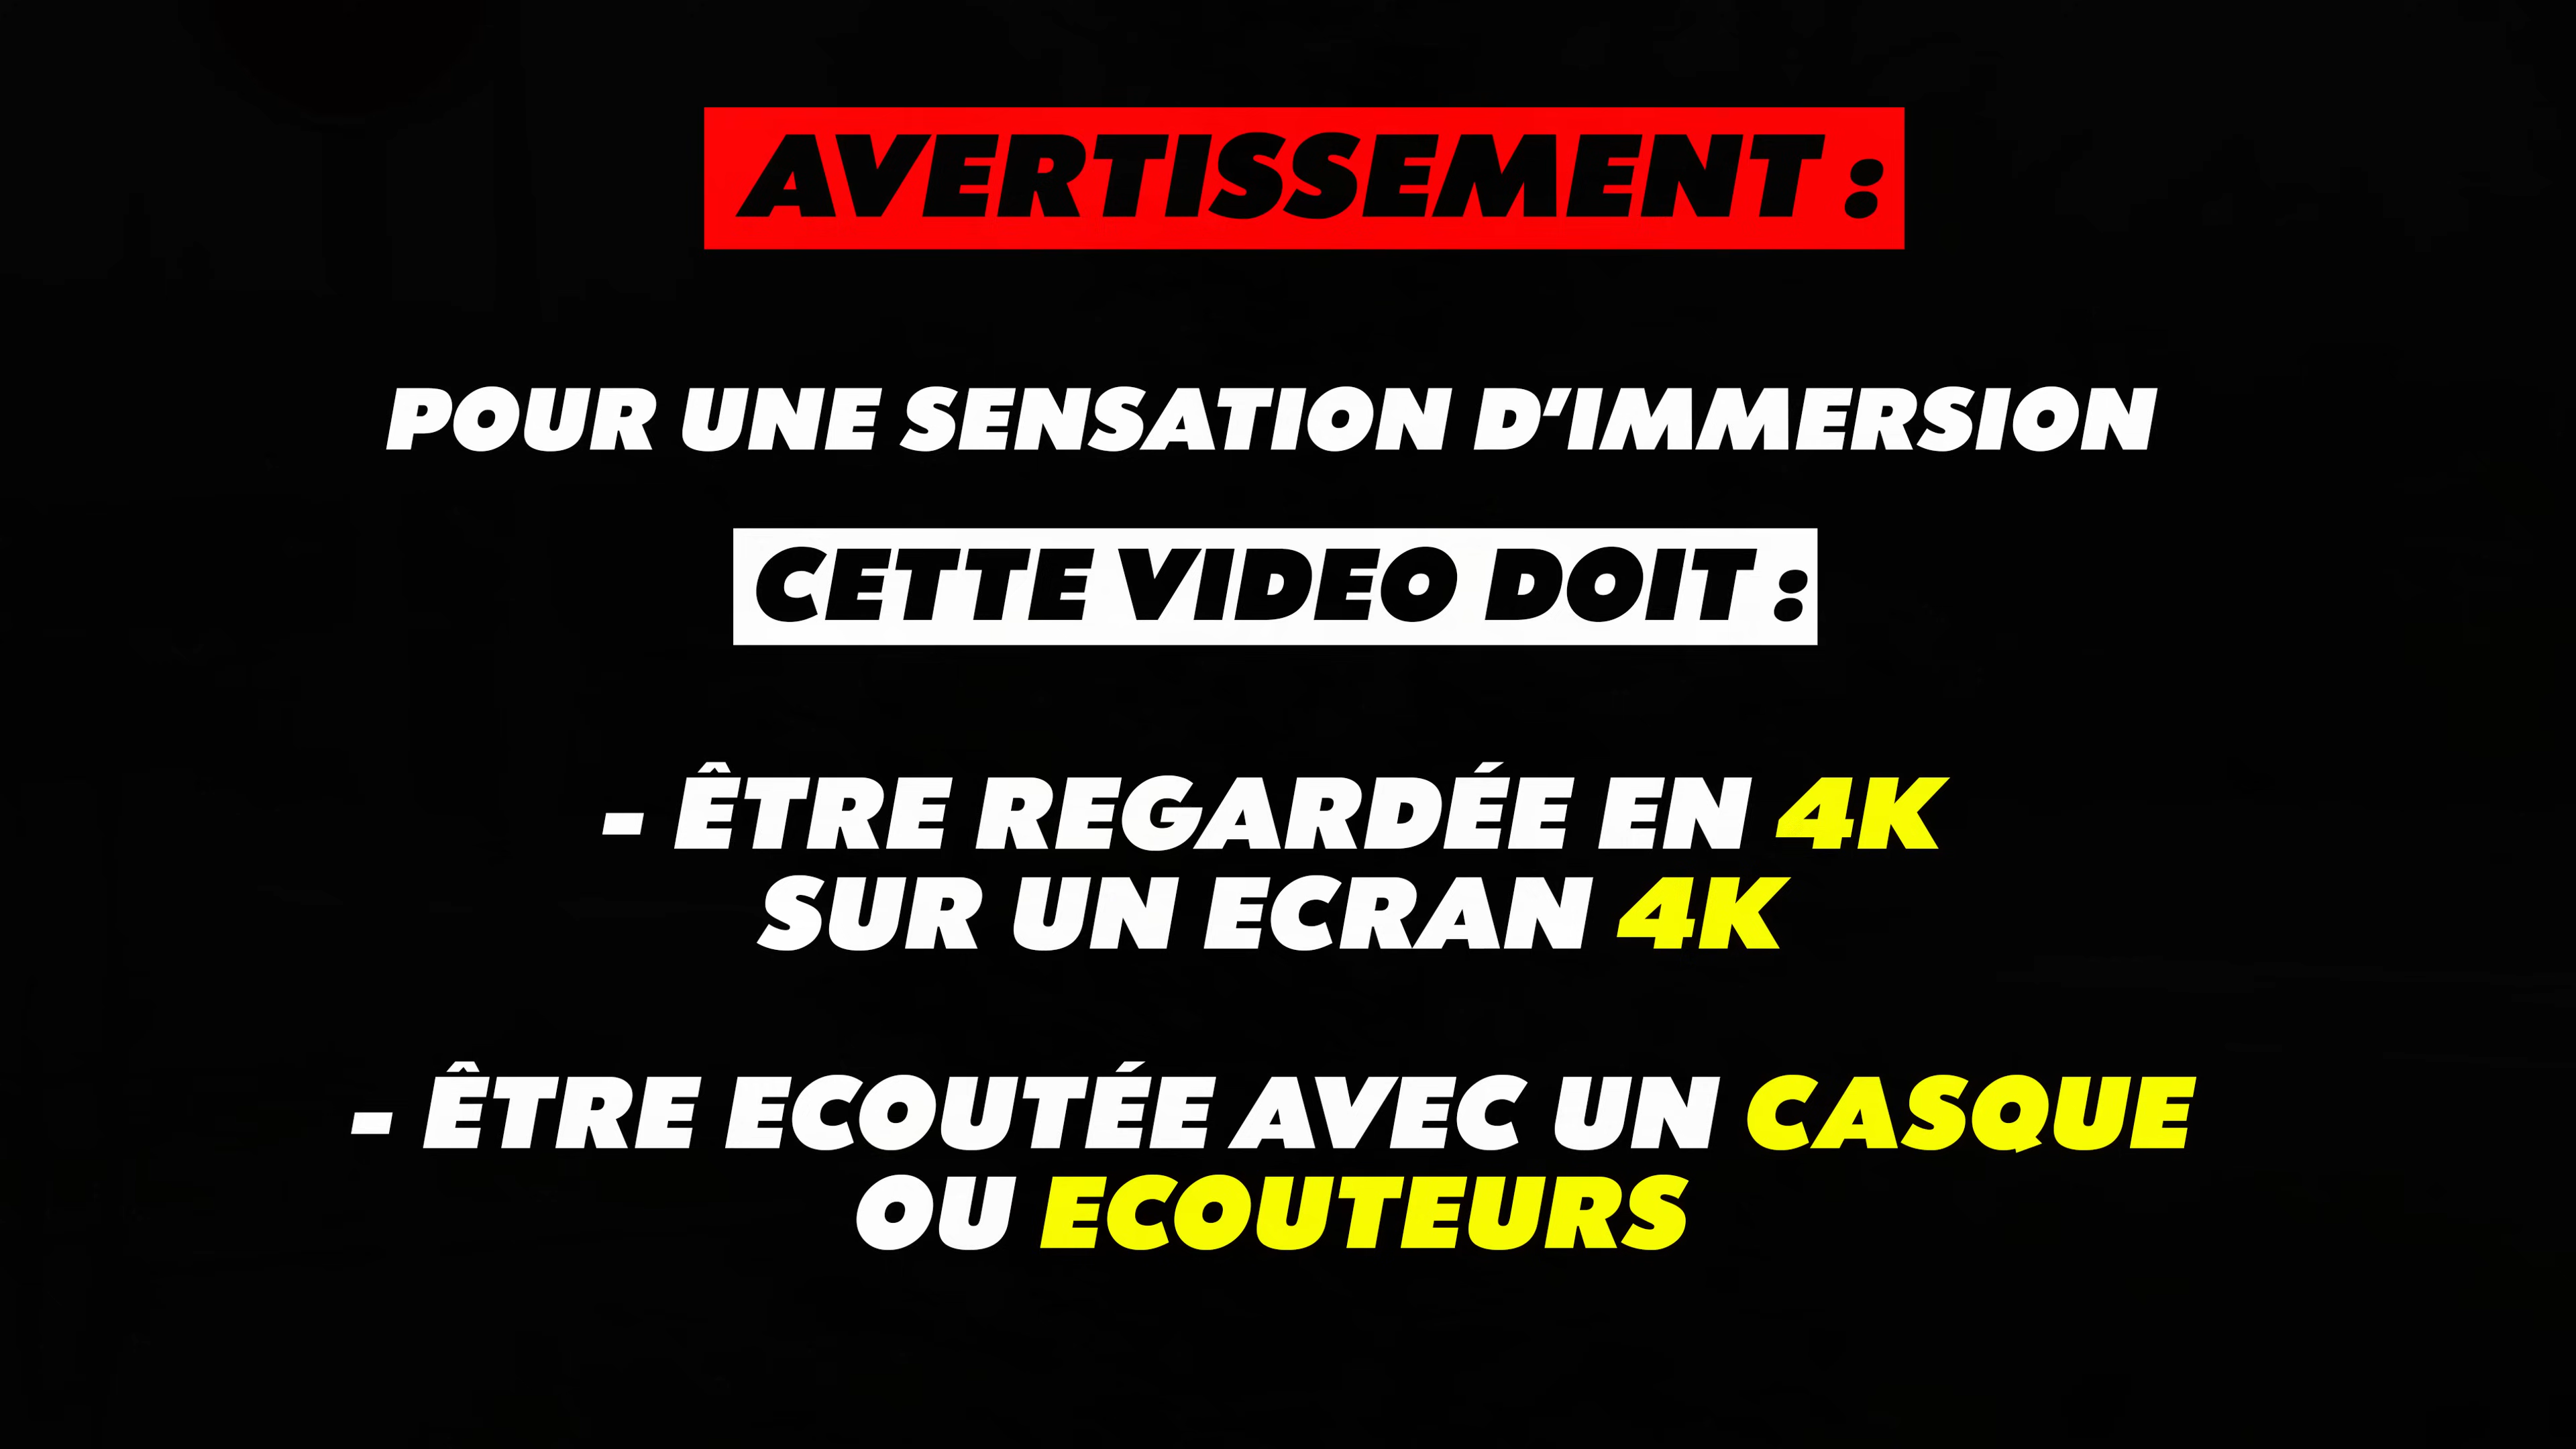 AVERTISSEMENT :
POUR UNE SENSATION D'IMMERSION
CETTE VIDEO DOIT :
- ÊTRE REGARDÉE EN 4K
SUR UN ECRAN 4K
- ÊTRE ECOUTÉE AVEC UN CASQUE
OU ECOUTEURS